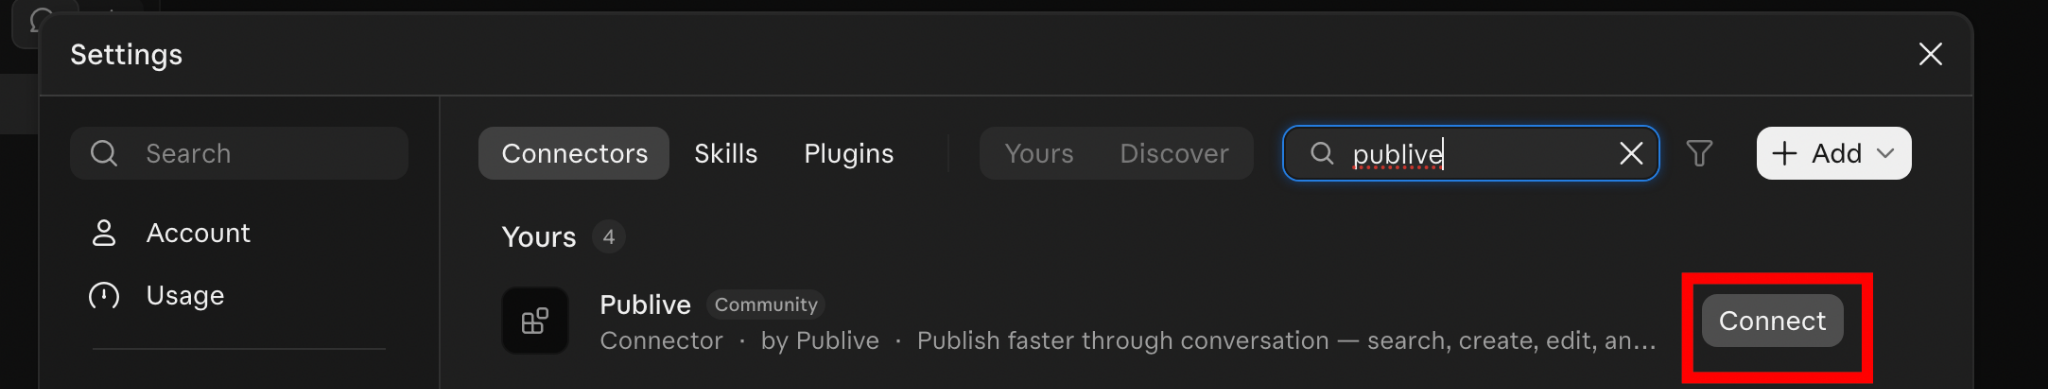 Settings
Search
Connectors Skills Plugins Yours Discover publive Add
Account
Usage
Yours 4
Publive Community
Connector · by Publive · Publish faster through conversation — search, create, edit, an...
Connect